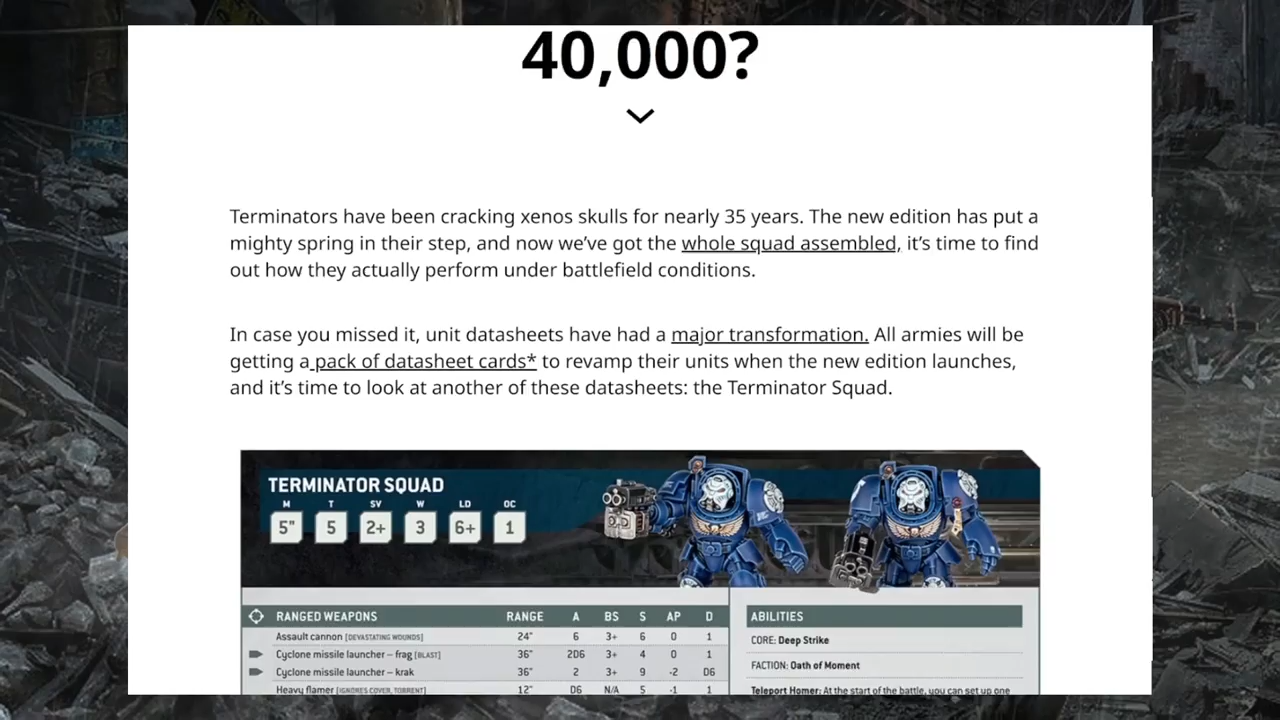 40,000?
Terminators have been cracking xenos skulls for nearly 35 years. The new edition has put a
mighty spring in their step, and now we’ve got the whole squad assembled, it’s time to find
out how they actually perform under battlefield conditions.
In case you missed it, unit datasheets have had a major transformation. All armies will be
getting a pack of datasheet cards* to revamp their units when the new edition launches,
and it’s time to look at another of these datasheets: the Terminator Squad.
TERMINATOR SQUAD
M T SV W LD OC
5" 5 2+ 3 6+ 1
RANGED WEAPONS RANGE A BS S AP D
Assault cannon [DEVASTATING WOUNDS] 24" 6 3+ 6 0 1
Cyclone missile launcher – frag [BLAST] 36" 2D6 3+ 4 0 1
Cyclone missile launcher – krak 36" 2 3+ 9 -2 D6
Heavy flamer [IGNORES COVER, TORRENT] 12" D6 N/A 5 -1 1
ABILITIES
CORE: Deep Strike
FACTION: Oath of Moment
Teleport Homer: At the start of the battle, you can set up one